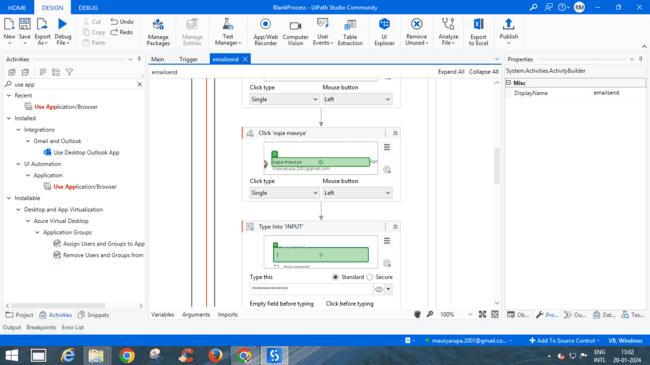 BlankProcess - UiPath Studio Community
HOME DESIGN DEBUG
RM
New Save Export As Debug File Cut Copy Paste Undo Redo Manage Packages Manage Entities Test Manager App/Web Recorder Computer Vision User Events Table Extraction UI Explorer Remove Unused Analyze File Export to Excel Publish
Activities
Main Trigger emailsend
Properties
emailsend
Expand All Collapse All
System.Activities.ActivityBuilder
use app
Misc
DisplayName emailsend
Recent
Use Application/Browser
Installed
Integrations
Gmail and Outlook
Use Desktop Outlook App
UI Automation
Application
Use Application/Browser
Installable
Desktop and App Virtualization
Azure Virtual Desktop
Application Groups
Assign Users and Groups to App
Remove Users and Groups from
Click type Mouse button
Single Left
Click 'rupa maurya'
rupa maurya
mauryarupa.2001@gmail.com
Click type Mouse button
Single Left
Type Into 'INPUT'
Type this Standard Secure
***************
Empty field before typing Click before typing
Project Activities Snippets
Variables Arguments Imports
100%
Ob... Pro... Ou... Dat... Tes...
Output Breakpoints Error List
mauryarupa.2001@gmail.co... Add To Source Control VB, Windows
ENG
INTL
13:02
20-01-2024